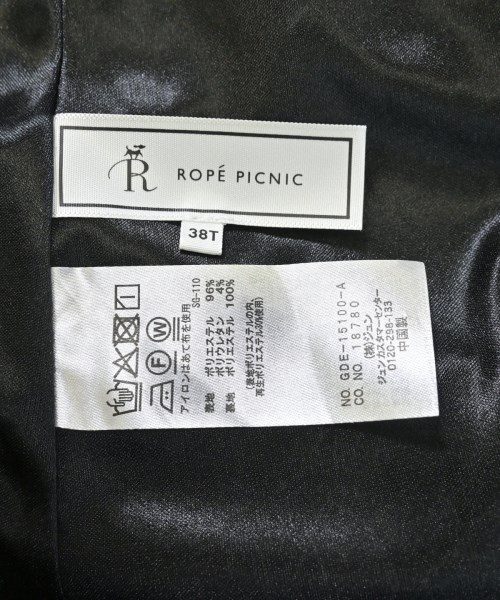 R
ROPÉ PICNIC
38T
SG-110
F
W
アイロンはあて布を使用
表地 ポリエステル 96%
ポリウレタン 4%
裏地 ポリエステル 100%
(表地ポリエステルの内、
再生ポリエステル30%使用)
NO. GDE-15100-A
CO. NO. 18780
(株)ジュン
ジュンカスタマーセンター
0120-298-133
中国製